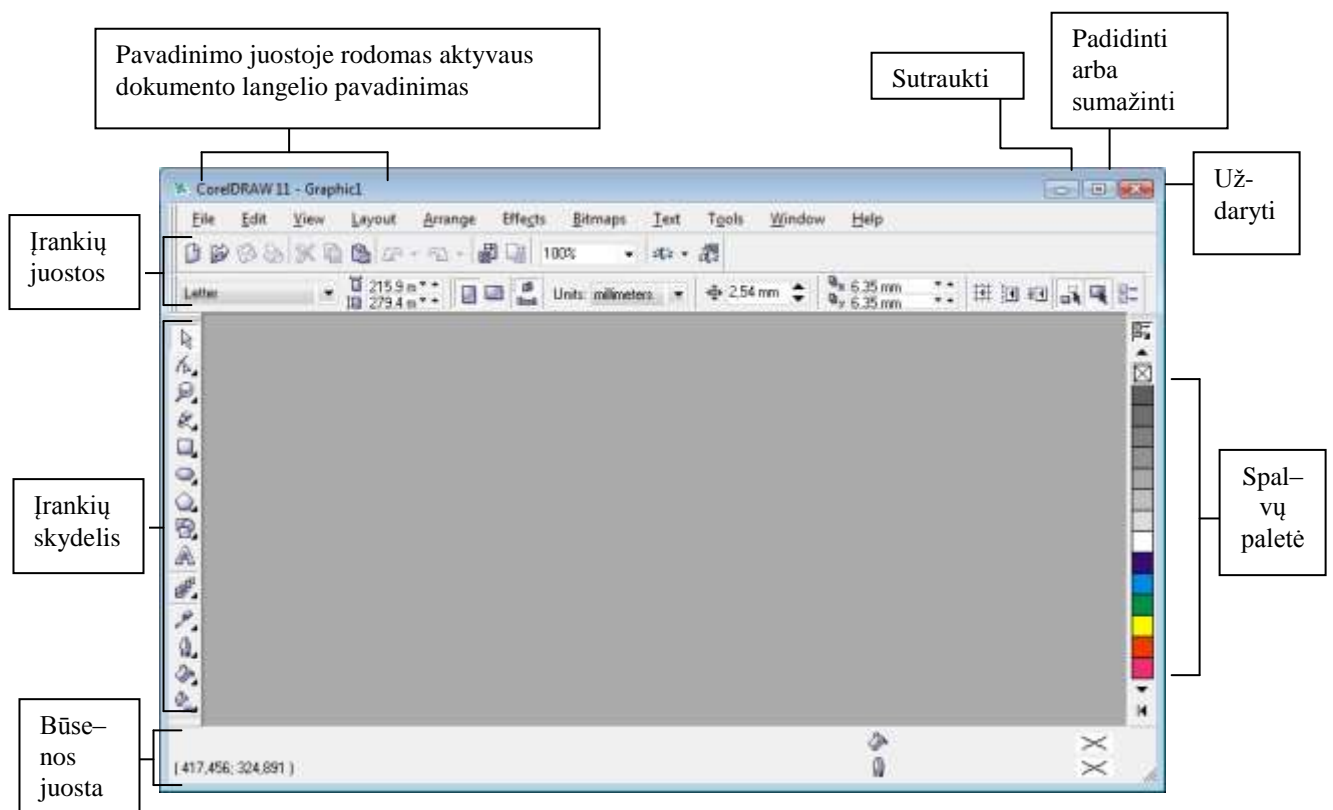 Pavadinimo juostoje rodomas aktyvaus
dokumento langelio pavadinimas
Sutraukti
Padidinti
arba
sumažinti
Už-
daryti
CorelDRAW 11 - Graphic1
File Edit View Layout Arrange Effects Bitmaps Text Tools Window Help
Įrankių
juostos
100%
Letter 215.9 m 279.4 m Units: millimeters 2.54 mm x 6.35 mm y 6.35 mm
Įrankių
skydelis
Spal–
vų
paletė
Būse–
nos
juosta
( 417,456; 324,891 )